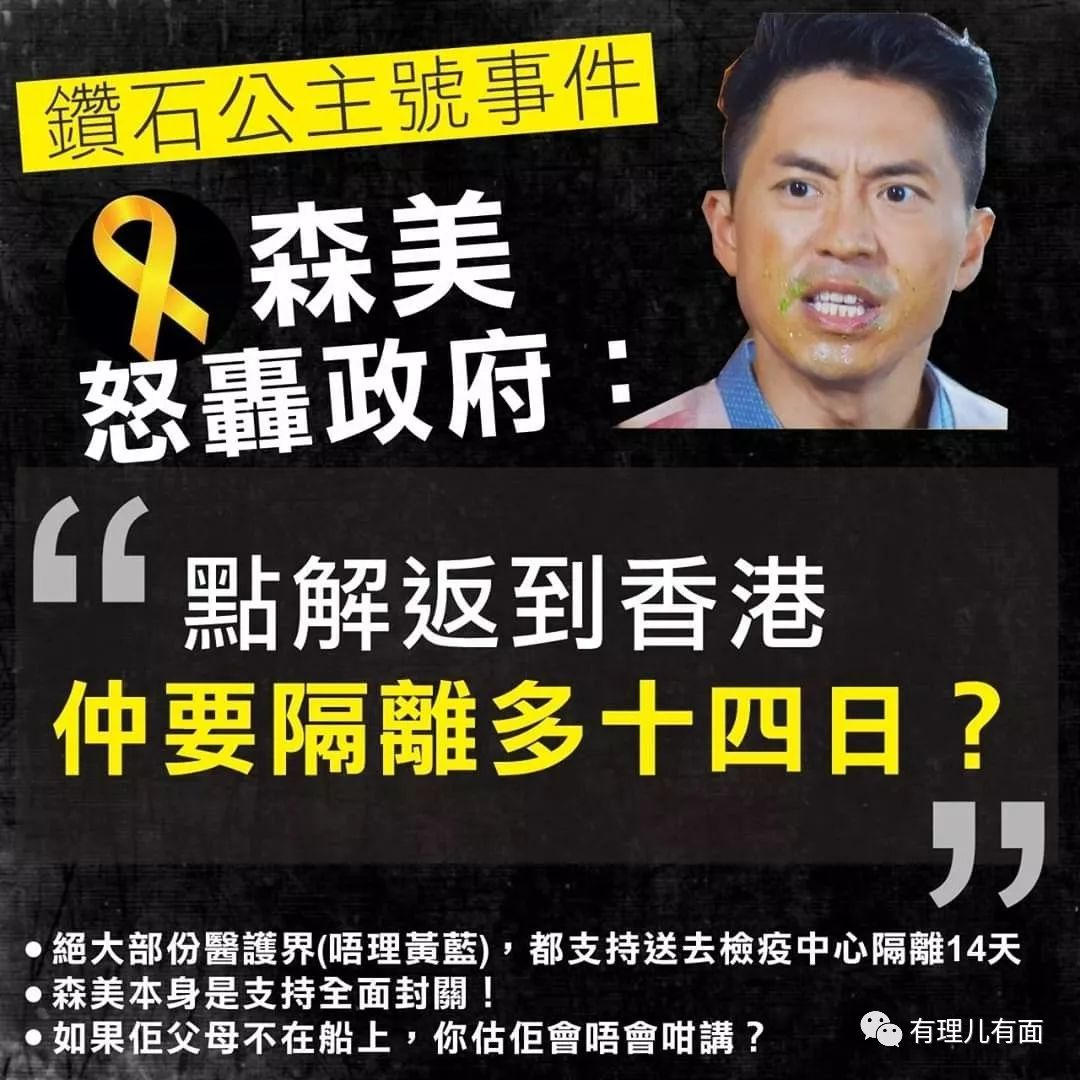 鑽石公主號事件
森美
怒轟政府：
“
點解返到香港
仲要隔離多十四日？
”
●絕大部份醫護界(唔理黃藍)，都支持送去檢疫中心隔離14天
●森美本身是支持全面封關！
●如果佢父母不在船上，你估佢會唔會咁講？
有理儿有面